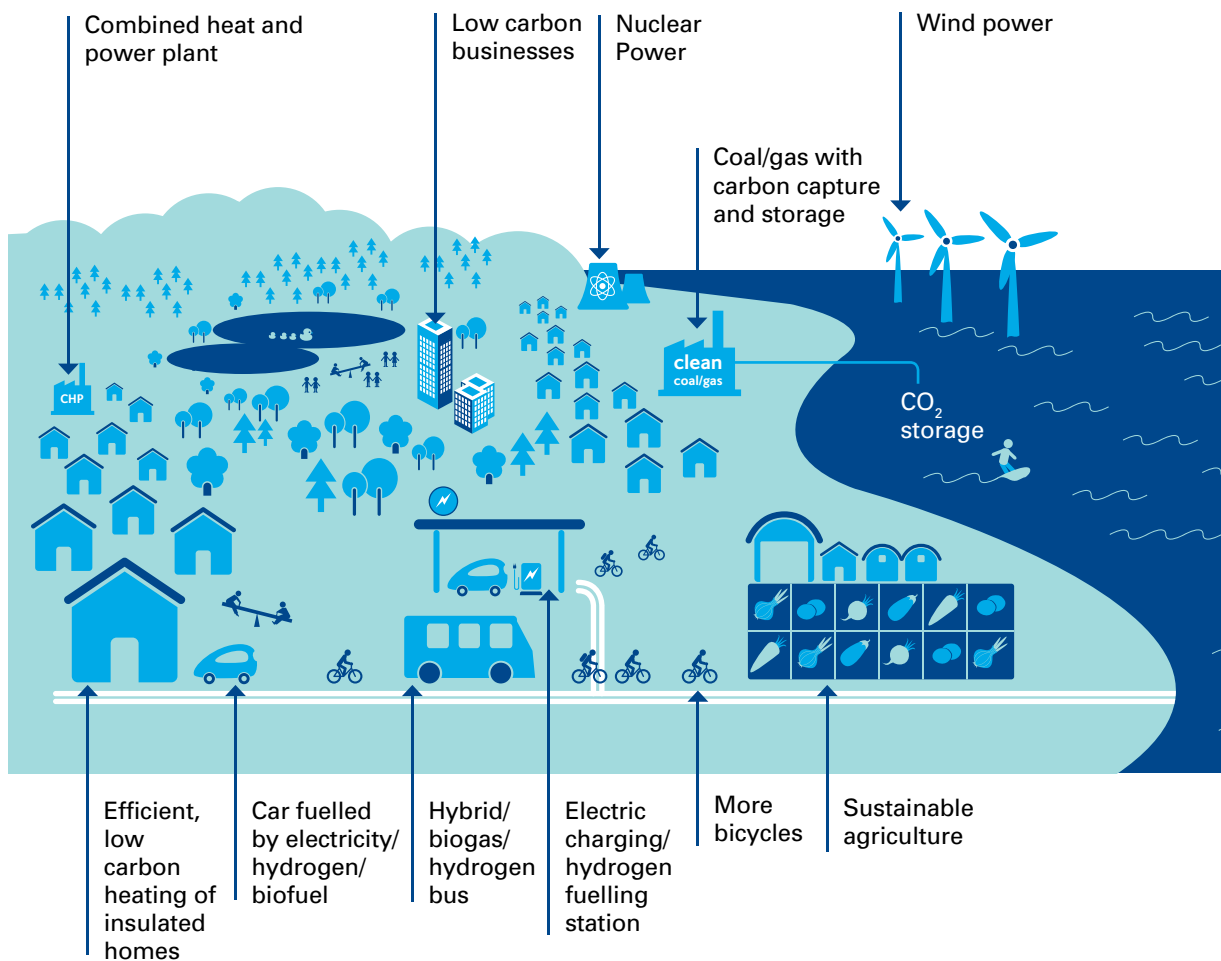 Combined heat and
power plant
Low carbon
businesses
Nuclear
Power
Wind power
Coal/gas with
carbon capture
and storage
clean
coal/gas
CHP
CO₂
storage
Efficient,
low
carbon
heating of
insulated
homes
Car fuelled
by electricity/
hydrogen/
biofuel
Hybrid/
biogas/
hydrogen
bus
Electric
charging/
hydrogen
fuelling
station
More
bicycles
Sustainable
agriculture